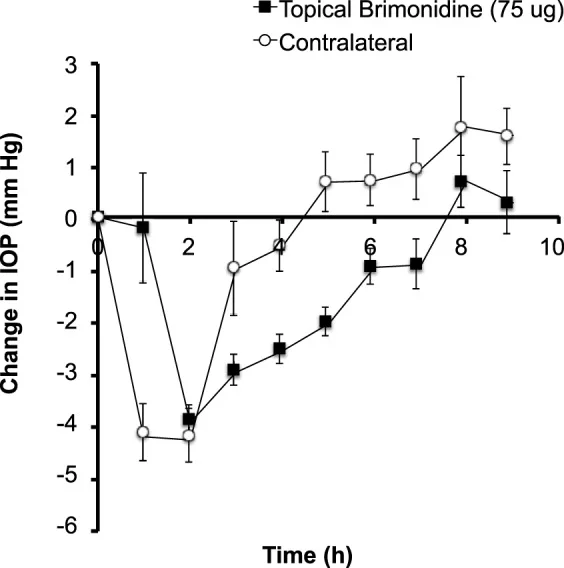 Topical Brimonidine (75 ug)
Contralateral
3
2
1
0
-1
-2
-3
-4
-5
-6
0 2 4 6 8 10
Change in IOP (mm Hg)
Time (h)